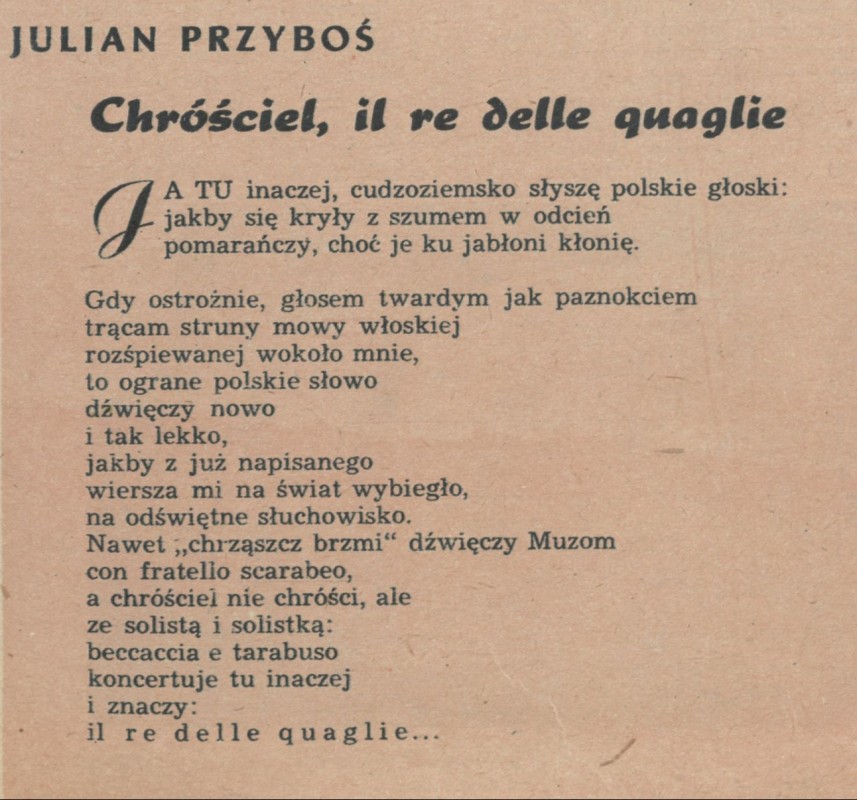 JULIAN PRZYBOŚ
Chróściel, il re delle quaglie
JA TU inaczej, cudzoziemsko słyszę polskie głoski:
jakby się kryły z szumem w odcień
pomarańczy, choć je ku jabłoni kłonię.
Gdy ostrożnie, głosem twardym jak paznokciem
trącam struny mowy włoskiej
rozśpiewanej wokoło mnie,
to ograne polskie słowo
dźwięczy nowo
i tak lekko,
jakby z już napisanego
wiersza mi na świat wybiegło,
na odświętne słuchowisko.
Nawet „chrząszcz brzmi“ dźwięczy Muzom
con fratello scarabeo,
a chróściel nie chróści, ale
ze solistą i solistką:
beccaccia e tarabuso
koncertuje tu inaczej
i znaczy:
il re delle quaglie...